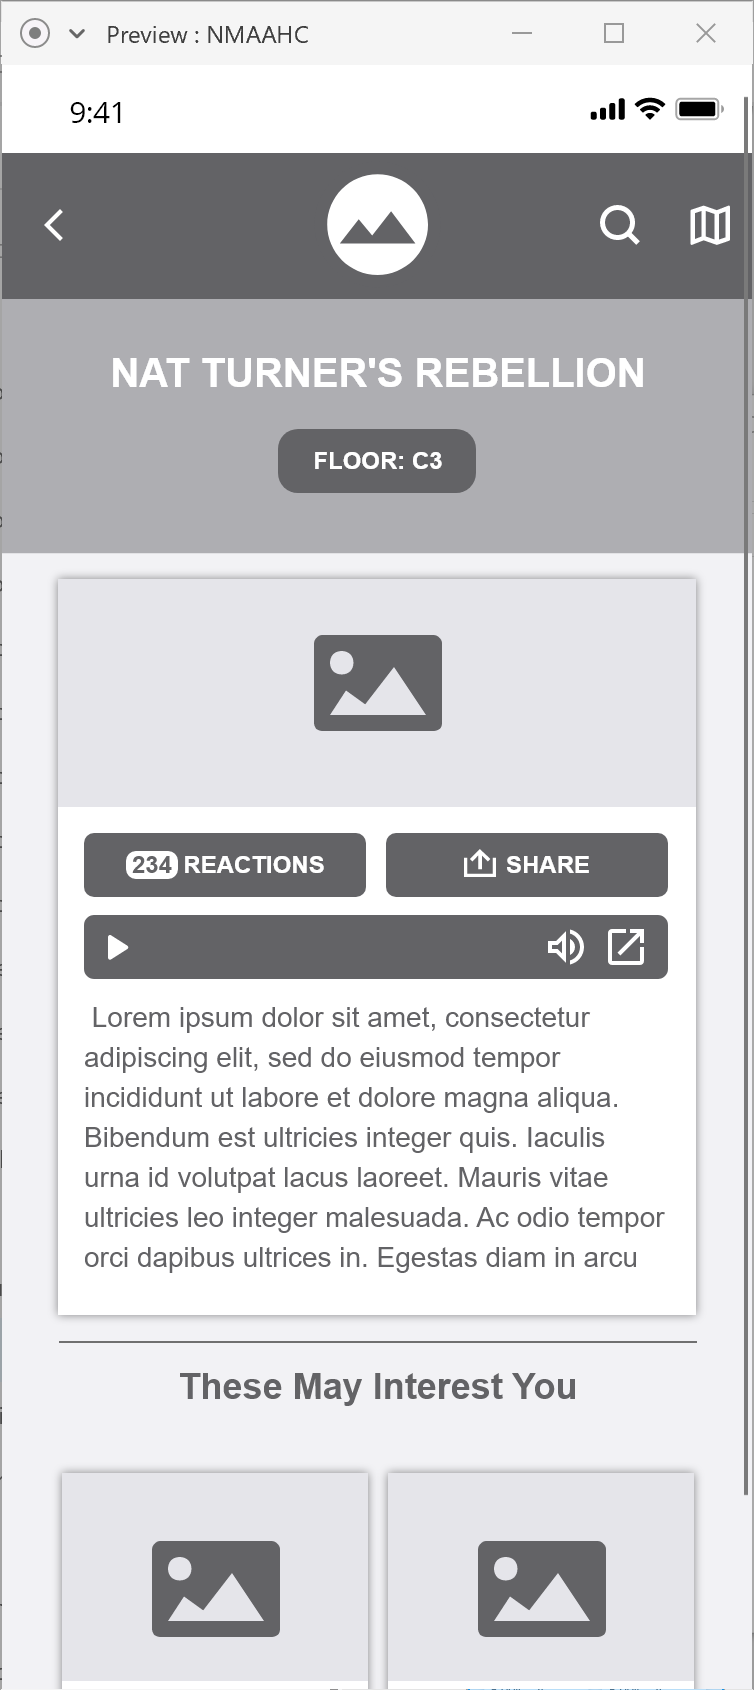 Preview : NMAAHC
9:41
NAT TURNER'S REBELLION
FLOOR: C3
234 REACTIONS
SHARE
Lorem ipsum dolor sit amet, consectetur
adipiscing elit, sed do eiusmod tempor
incididunt ut labore et dolore magna aliqua.
Bibendum est ultricies integer quis. Iaculis
urna id volutpat lacus laoreet. Mauris vitae
ultricies leo integer malesuada. Ac odio tempor
orci dapibus ultrices in. Egestas diam in arcu
These May Interest You